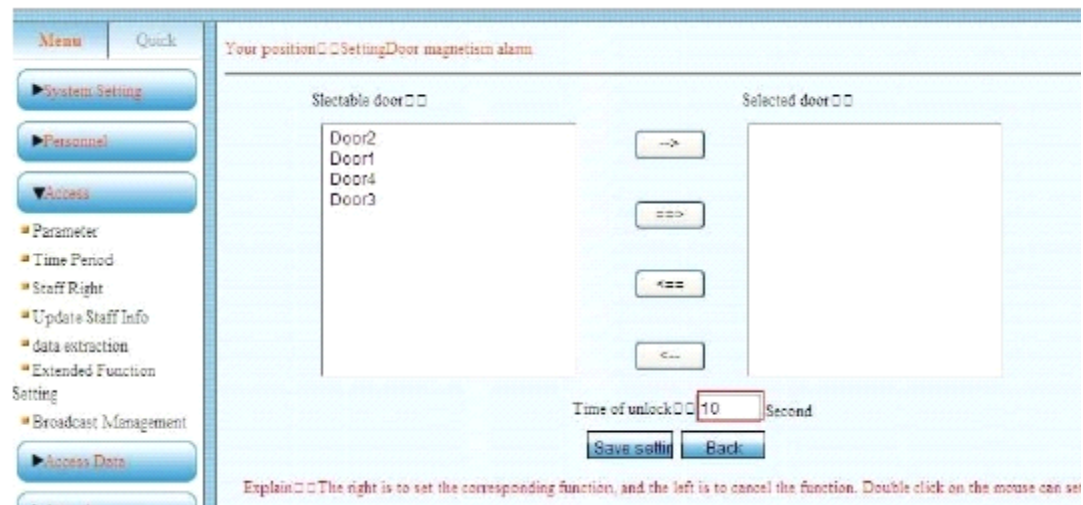 Menu
Quick
Your position□□SettingDoor magnetism alarm
▶System Setting
▶Personnel
▼Access
Parameter
Time Period
Staff Right
Update Staff Info
data extraction
Extended Function
Setting
Broadcast Management
▶Access Data
Slectable door□□
Selected door□□
Door2
Door1
Door4
Door3
-->
==>
<==
<--
Time of unlock□□ 10 Second
Save settin
Back
Explain□□The right is to set the corresponding function, and the left is to cancel the function. Double click on the mouse can set